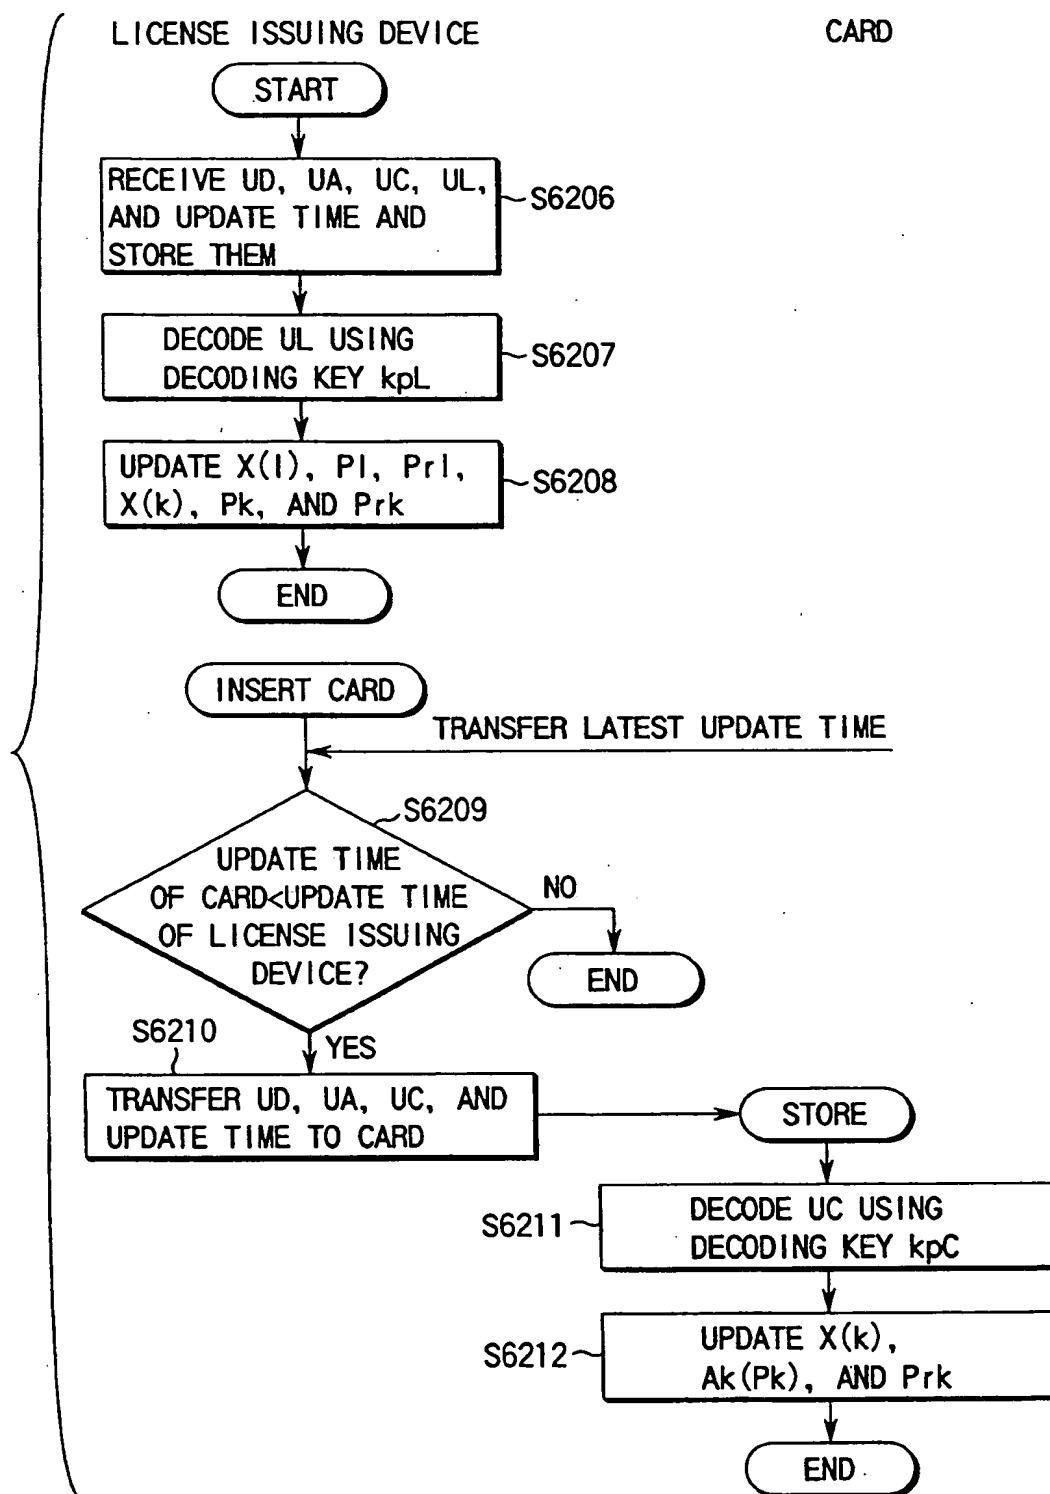 LICENSE ISSUING DEVICE
CARD
START
RECEIVE UD, UA, UC, UL,
AND UPDATE TIME AND
STORE THEM
S6206
DECODE UL USING
DECODING KEY kpL
S6207
UPDATE X(l), Pl, Prl,
X(k), Pk, AND Prk
S6208
END
INSERT CARD
TRANSFER LATEST UPDATE TIME
S6209
UPDATE TIME
OF CARD<UPDATE TIME
OF LICENSE ISSUING
DEVICE?
NO
END
S6210
YES
TRANSFER UD, UA, UC, AND
UPDATE TIME TO CARD
STORE
S6211
DECODE UC USING
DECODING KEY kpC
S6212
UPDATE X(k),
Ak(Pk), AND Prk
END